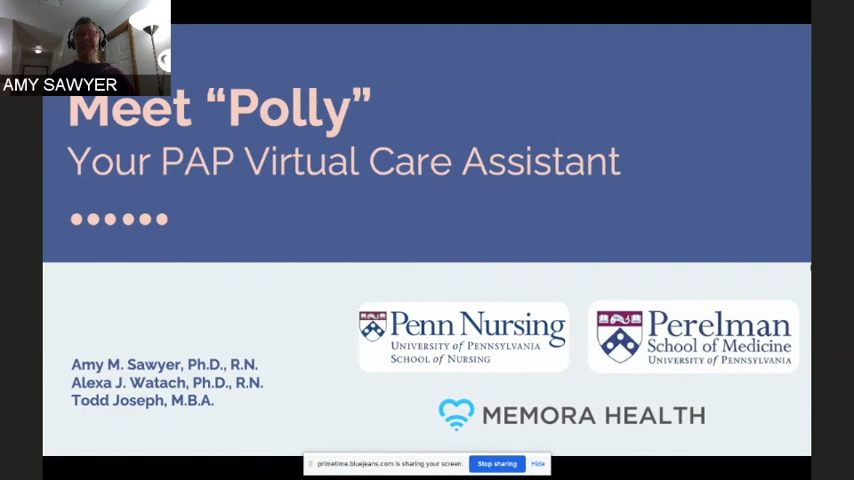 AMY SAWYER
Meet “Polly”
Your PAP Virtual Care Assistant
Penn Nursing
UNIVERSITY of PENNSYLVANIA
SCHOOL of NURSING
Perelman
School of Medicine
UNIVERSITY of PENNSYLVANIA
Amy M. Sawyer, Ph.D., R.N.
Alexa J. Watach, Ph.D., R.N.
Todd Joseph, M.B.A.
MEMORA HEALTH
primetime.bluejeans.com is sharing your screen. Stop sharing Hide